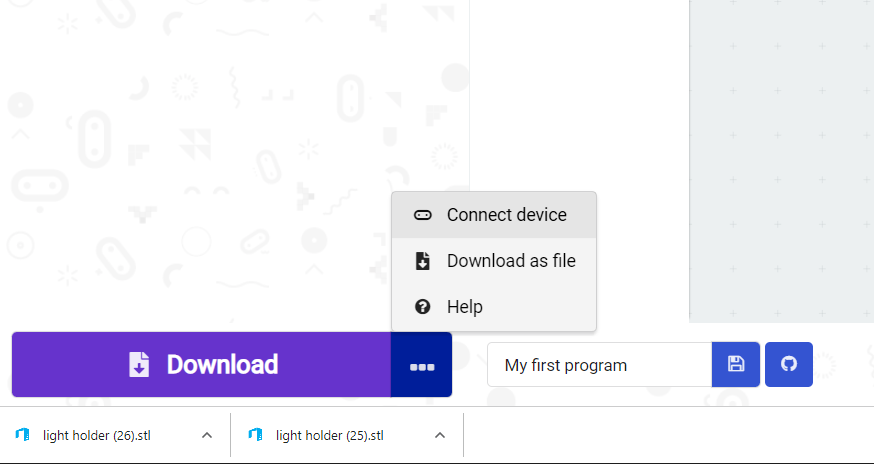 Connect device
Download as file
Help
Download
My first program
light holder (26).stl
light holder (25).stl